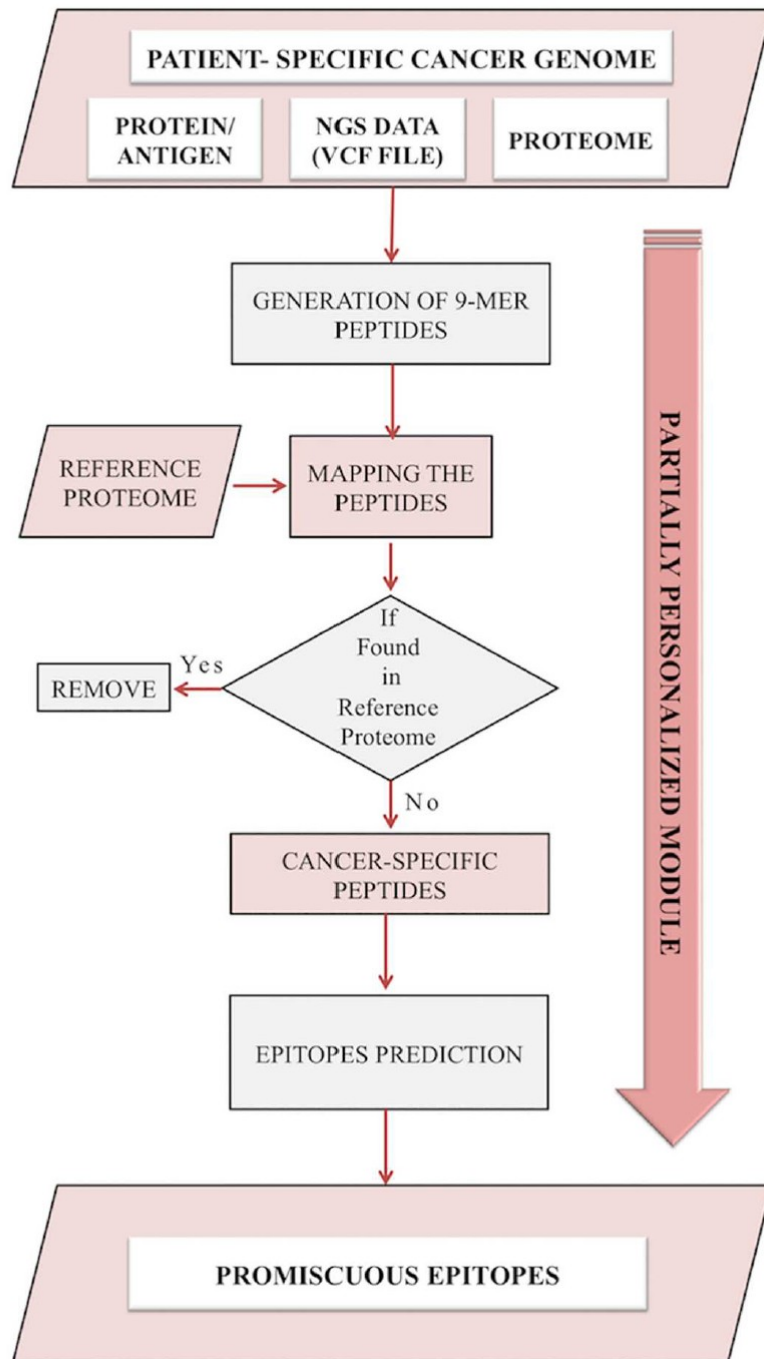 PATIENT- SPECIFIC CANCER GENOME
PROTEIN/
ANTIGEN
NGS DATA
(VCF FILE)
PROTEOME
GENERATION OF 9-MER
PEPTIDES
REFERENCE
PROTEOME
MAPPING THE
PEPTIDES
If
Found
in
Reference
Proteome
Yes
REMOVE
No
CANCER-SPECIFIC
PEPTIDES
EPITOPES PREDICTION
PROMISCUOUS EPITOPES
PARTIALLY PERSONALIZED MODULE